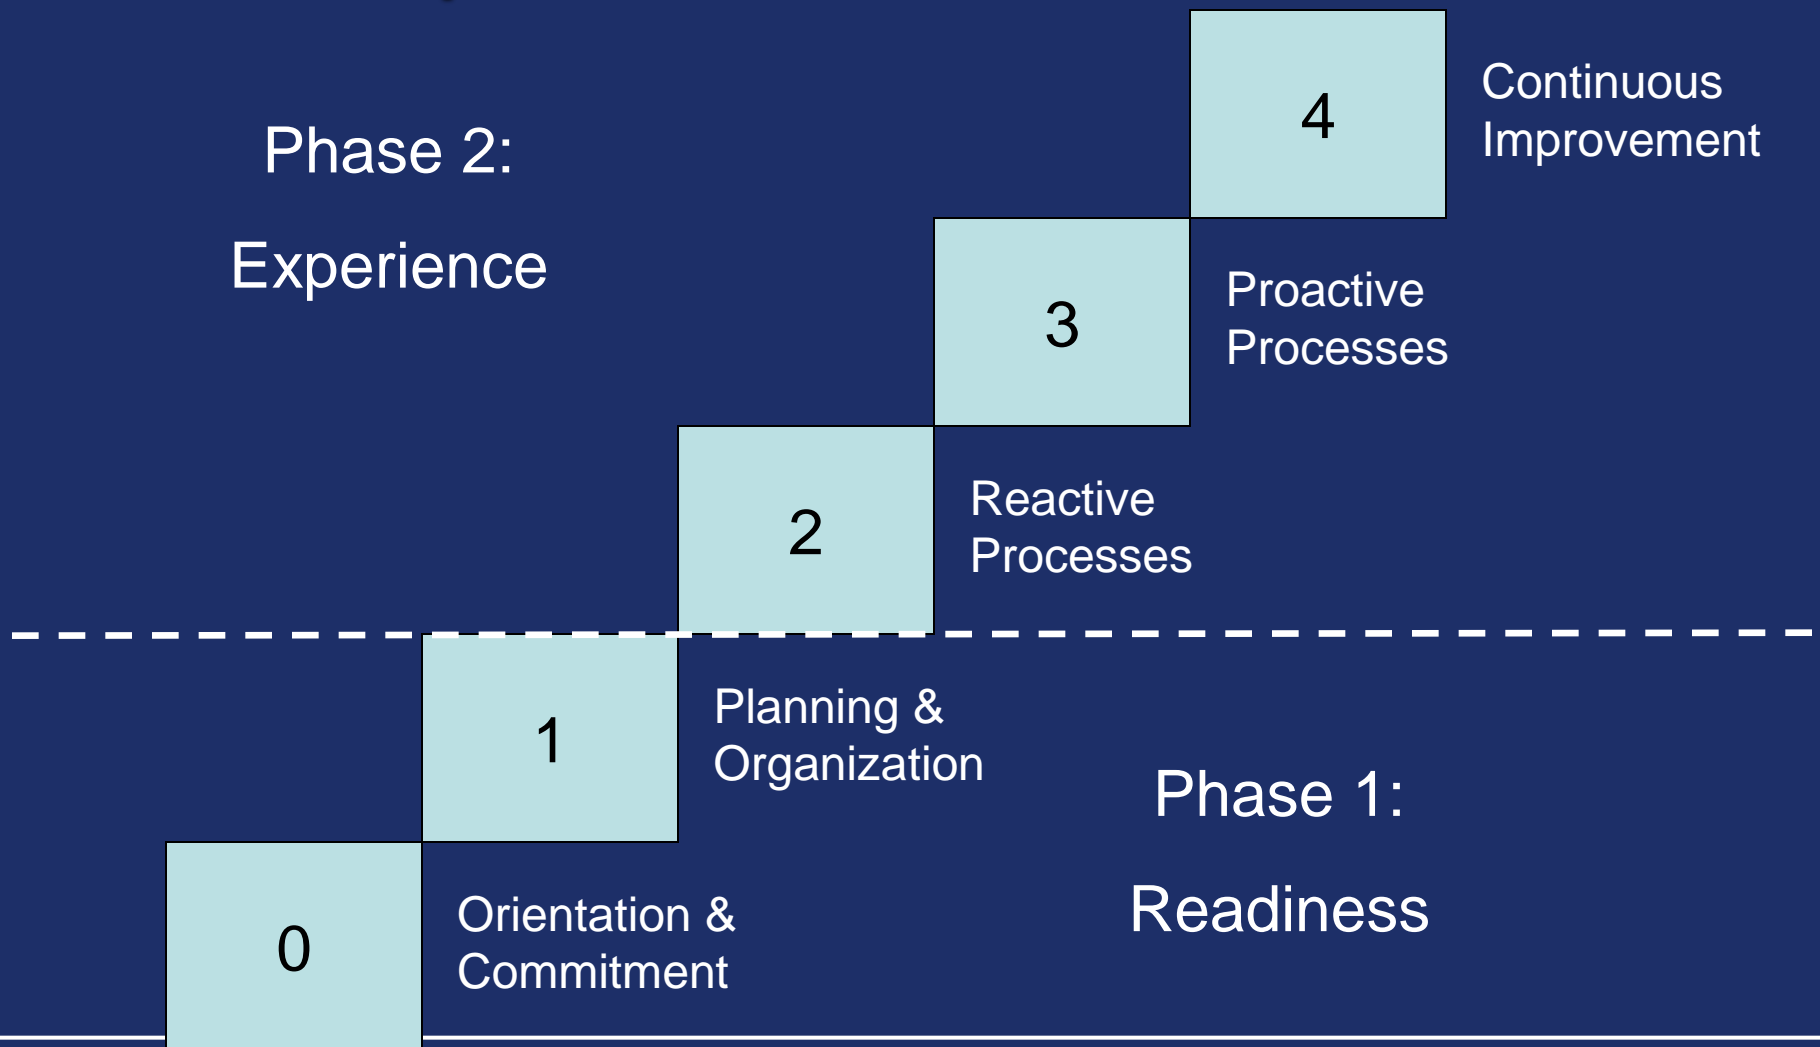 Phase 2:
Experience
4
Continuous
Improvement
3
Proactive
Processes
2
Reactive
Processes
1
Planning &
Organization
Phase 1:
Readiness
0
Orientation &
Commitment